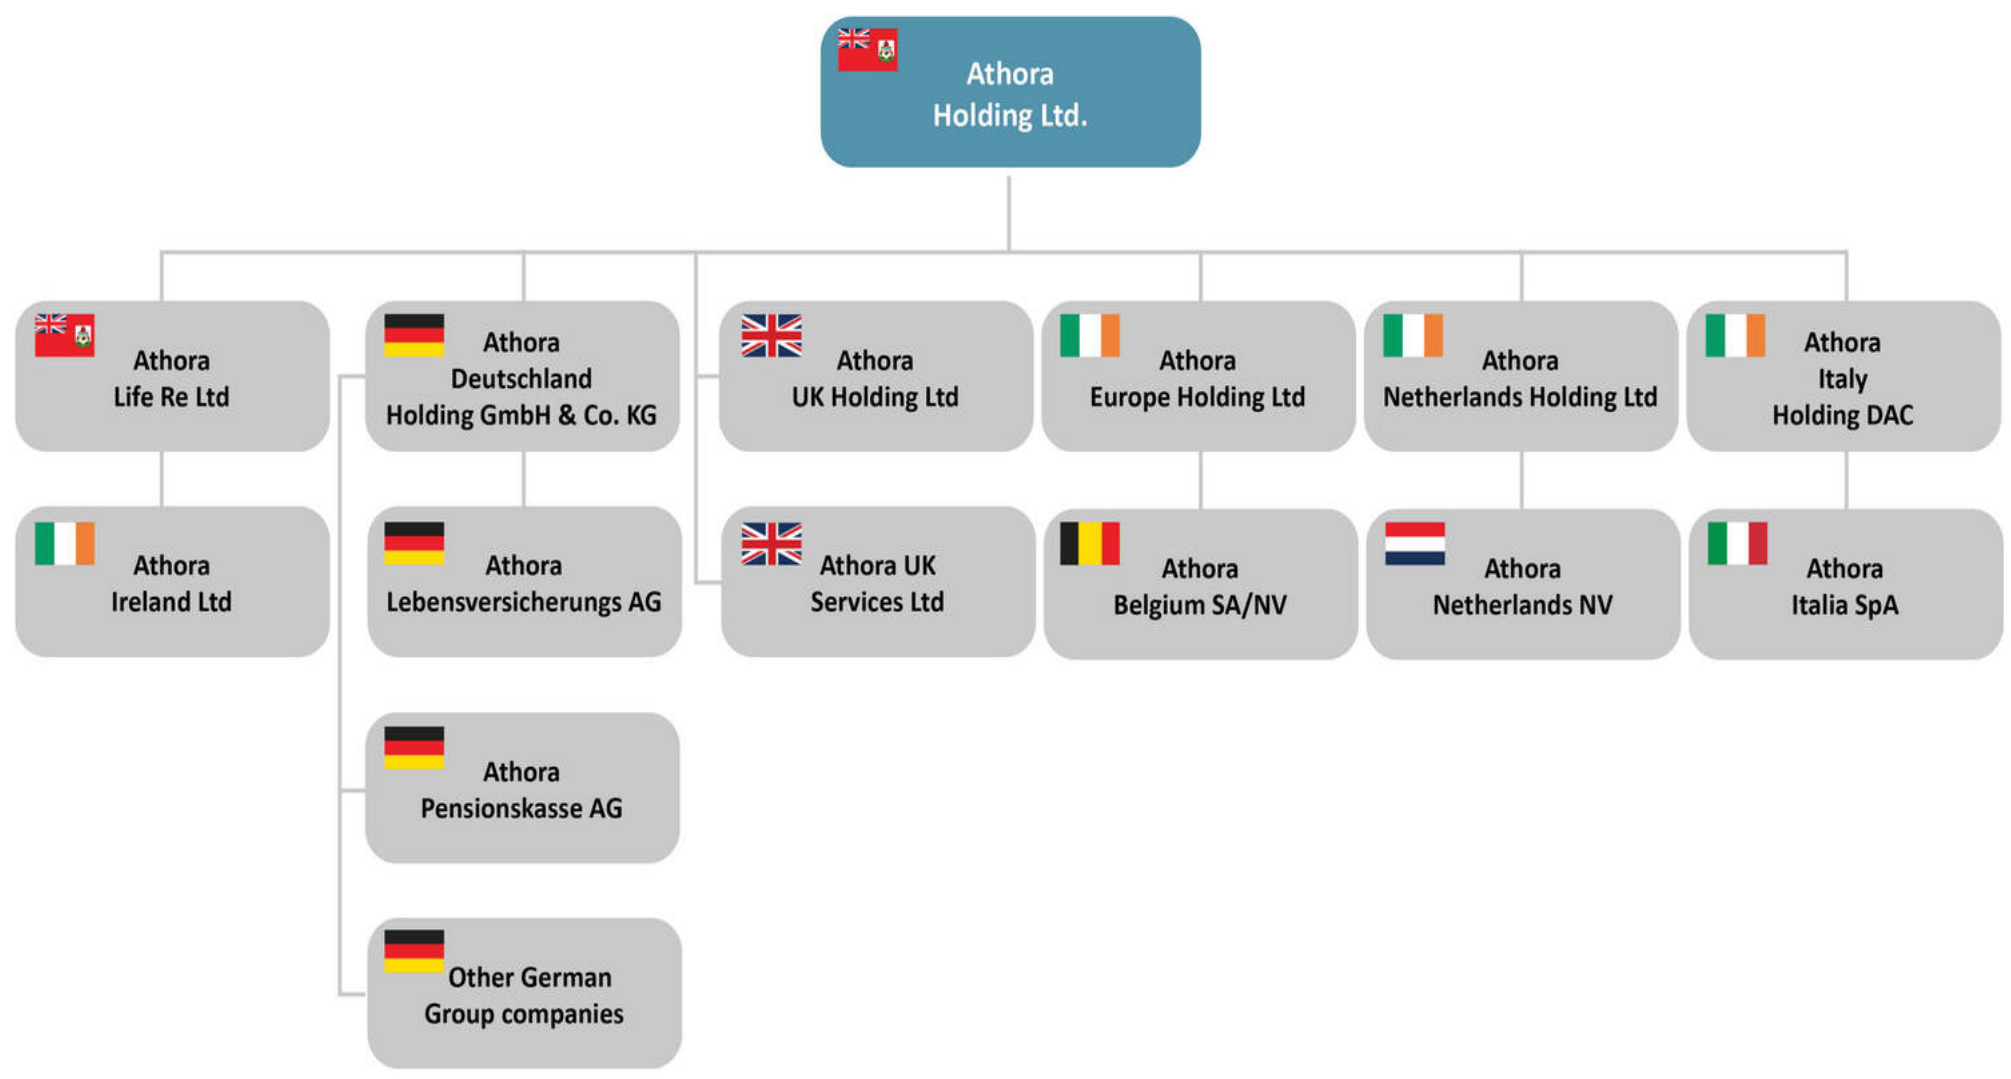 Athora
Holding Ltd.
Athora
Life Re Ltd
Athora
Deutschland
Holding GmbH & Co. KG
Athora
UK Holding Ltd
Athora
Europe Holding Ltd
Athora
Netherlands Holding Ltd
Athora
Italy
Holding DAC
Athora
Ireland Ltd
Athora
Lebensversicherungs AG
Athora UK
Services Ltd
Athora
Belgium SA/NV
Athora
Netherlands NV
Athora
Italia SpA
Athora
Pensionskasse AG
Other German
Group companies